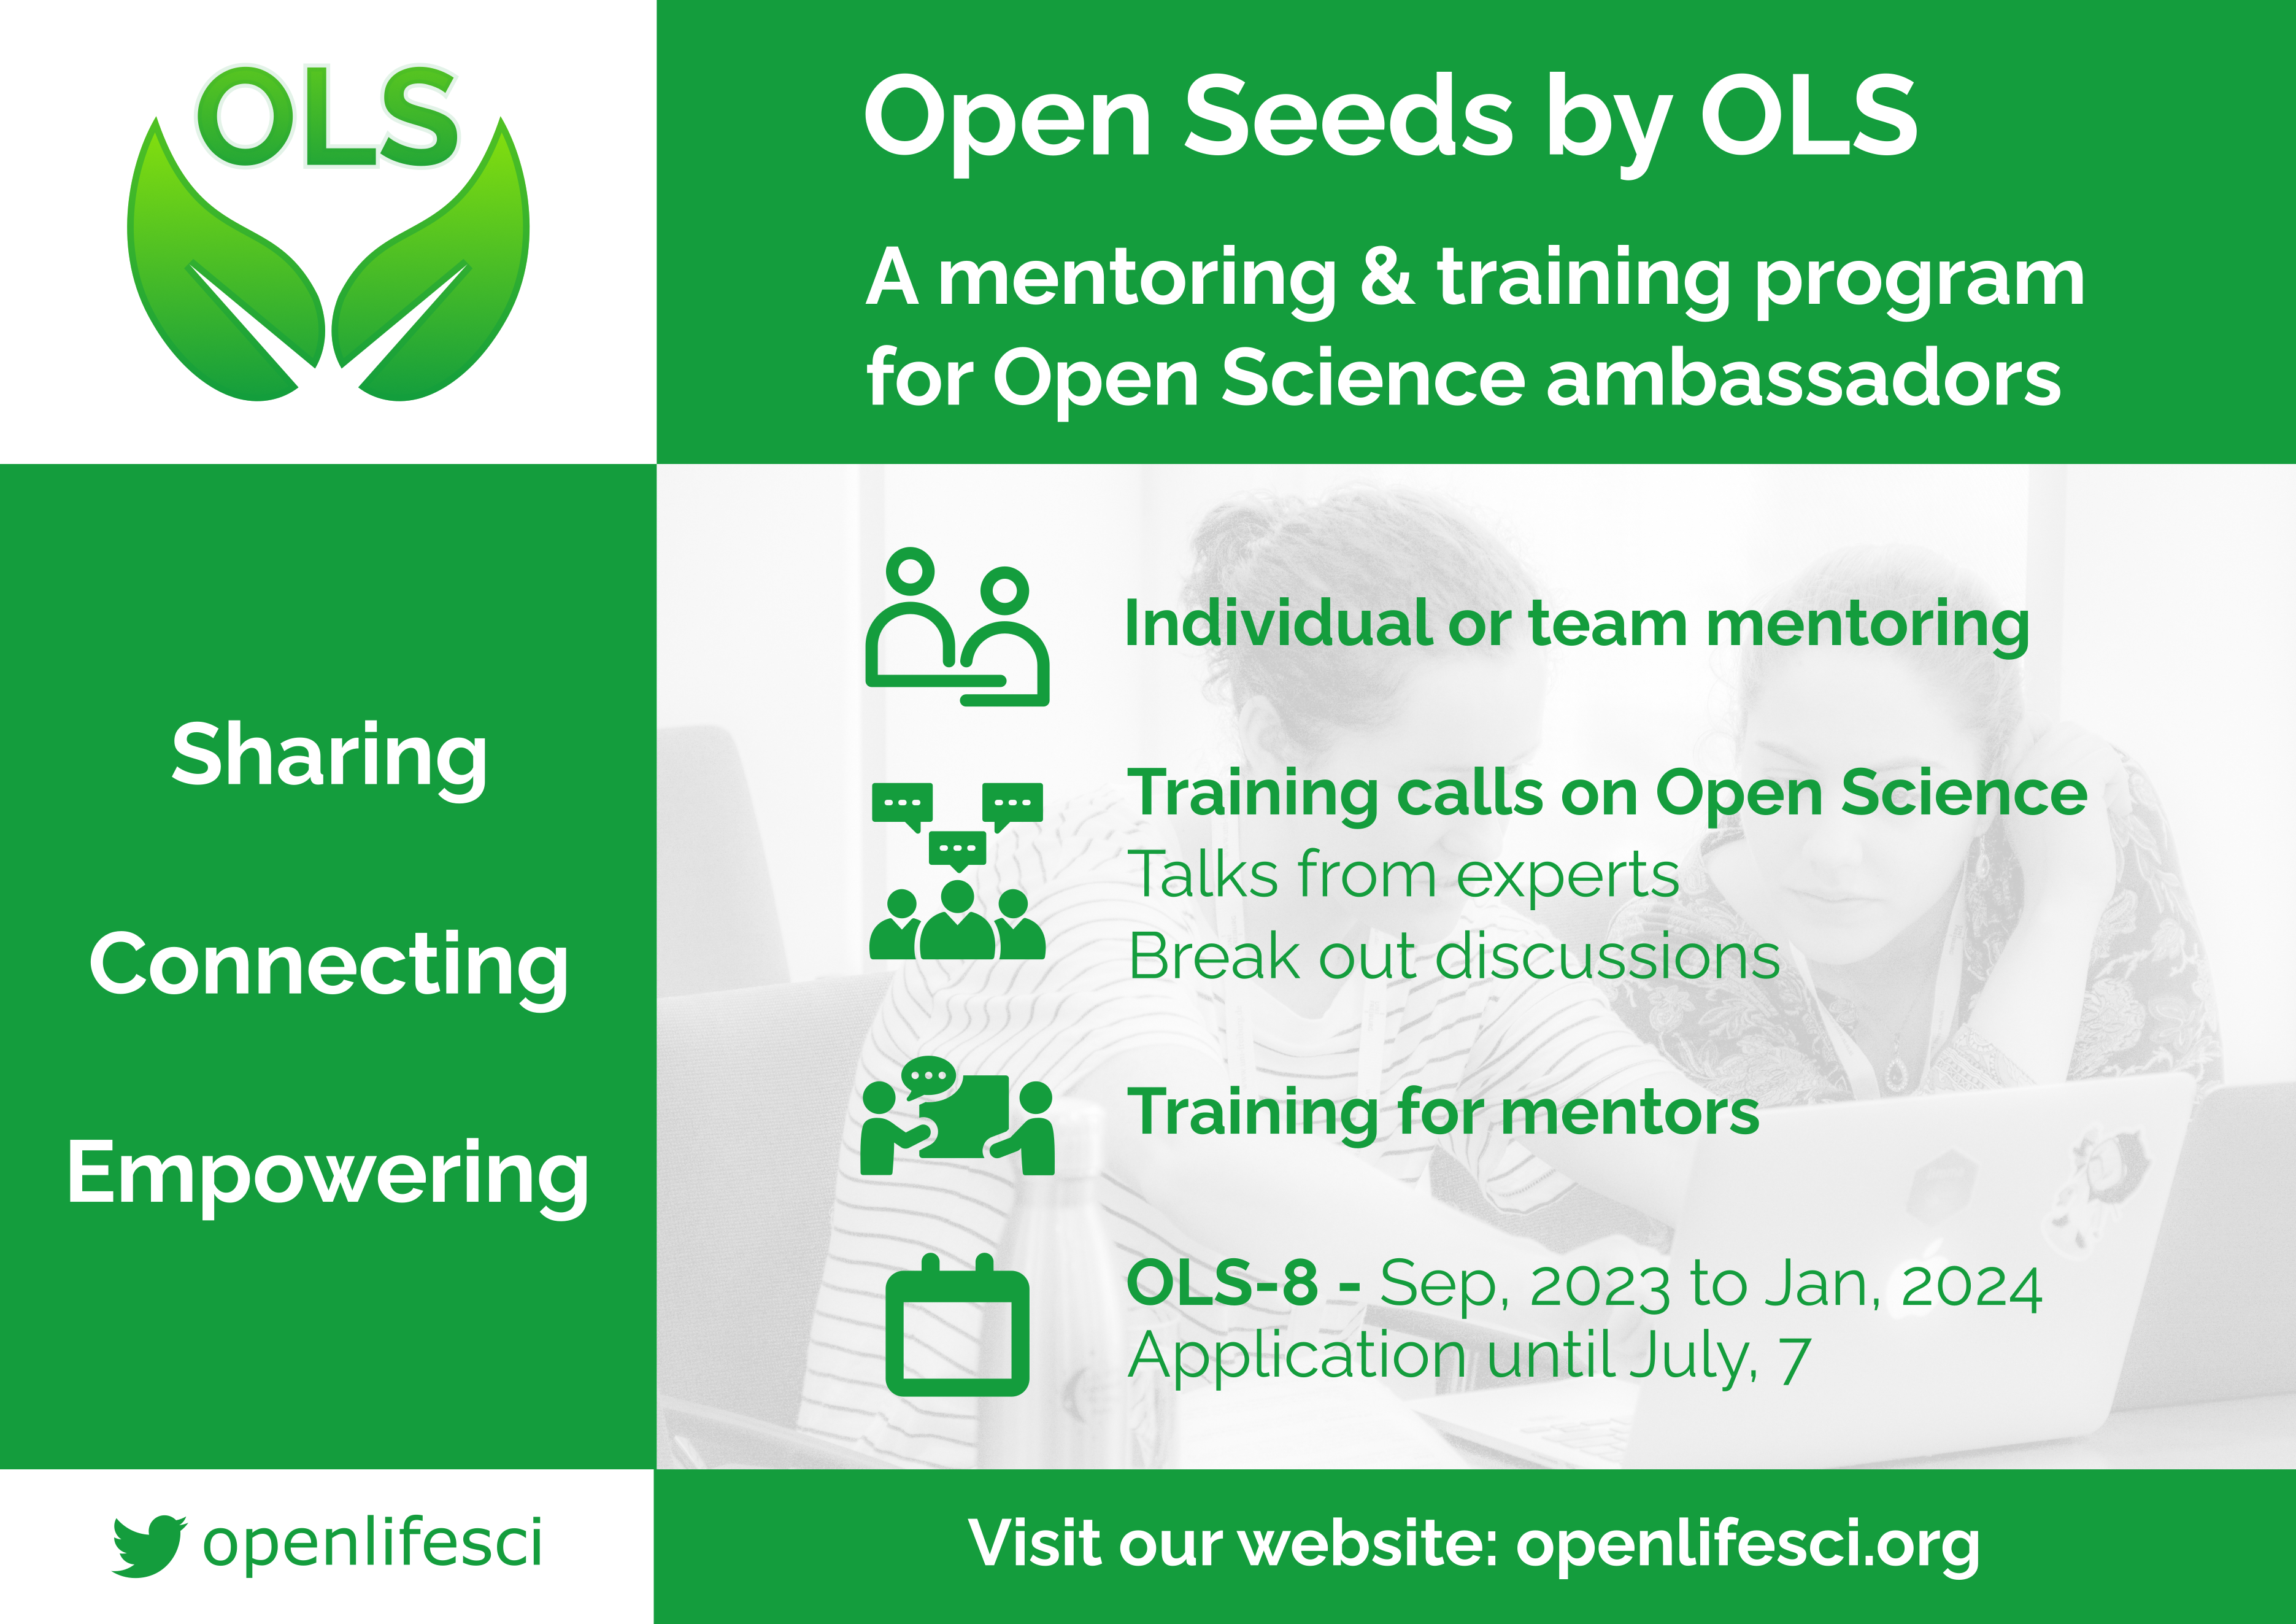 OLS
Open Seeds by OLS
A mentoring & training program
for Open Science ambassadors
Sharing
Connecting
Empowering
Individual or team mentoring
Training calls on Open Science
Talks from experts
Break out discussions
Training for mentors
OLS-8 - Sep, 2023 to Jan, 2024
Application until July, 7
openlifesci
Visit our website: openlifesci.org